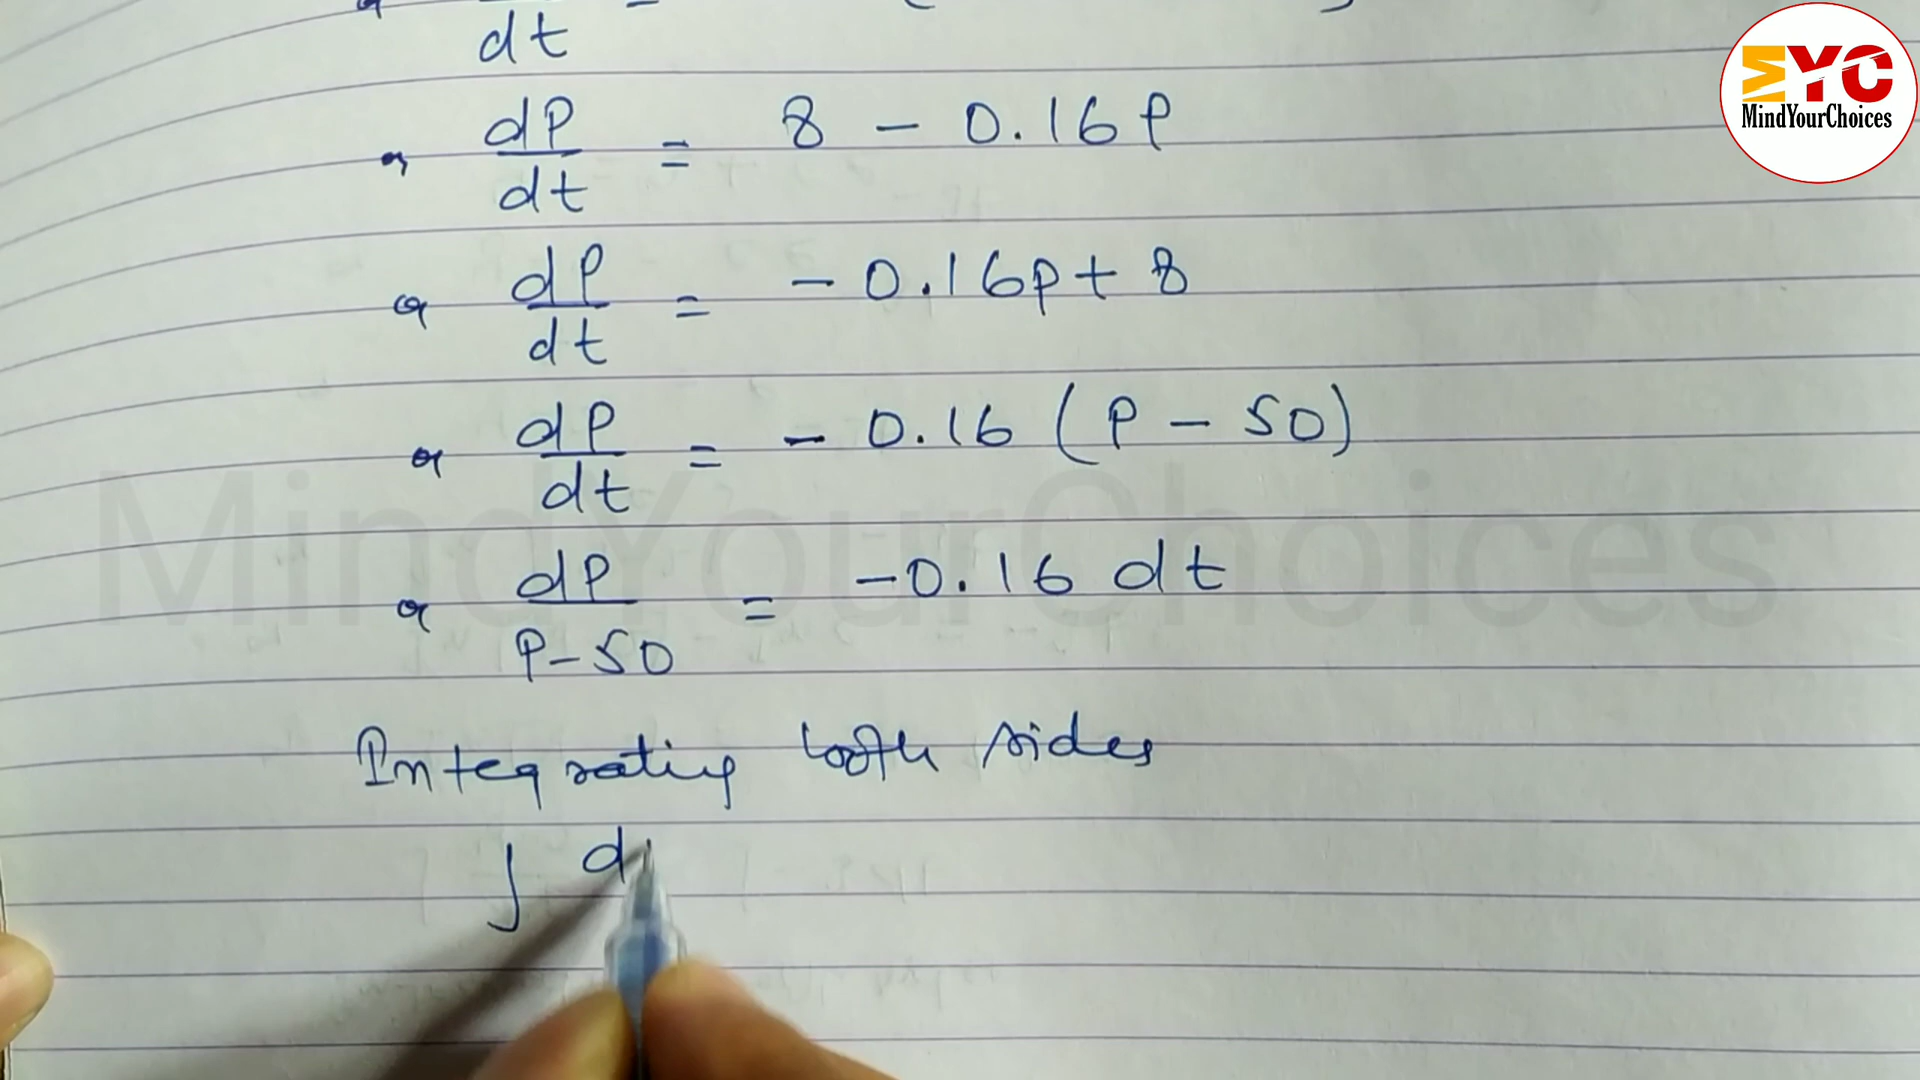 dt
or dP/dt = 8 - 0.16P
or dP/dt = -0.16P + 8
or dP/dt = -0.16 (P - 50)
or dP/P-50 = -0.16 dt
Integrating both sides
∫ d
MYC
MindYourChoices
MindYourChoices